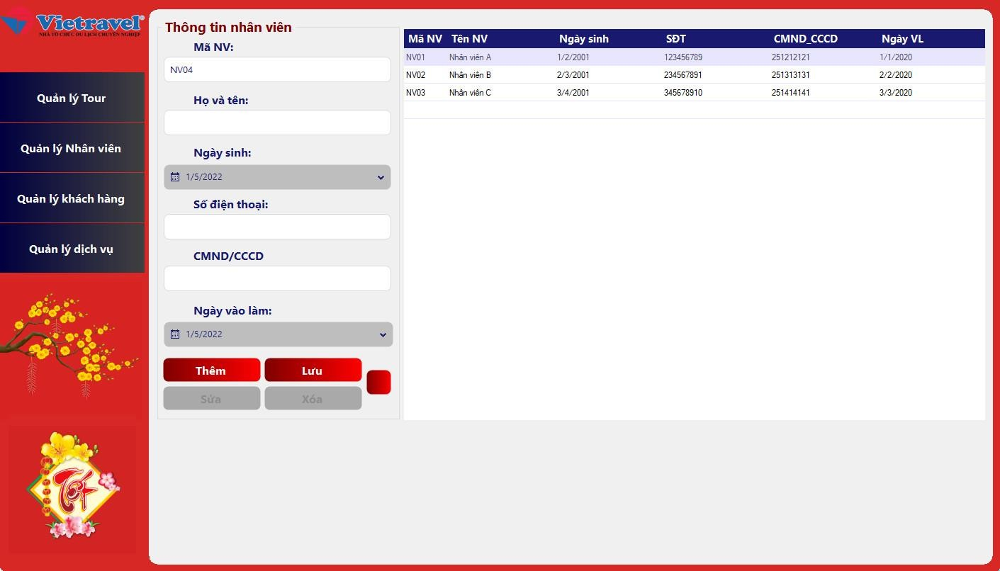 Vietravel®
NHÀ TỔ CHỨC DU LỊCH CHUYÊN NGHIỆP
Quản lý Tour
Quản lý Nhân viên
Quản lý khách hàng
Quản lý dịch vụ
Tết
Thông tin nhân viên
Mã NV:
NV04
Họ và tên:
Ngày sinh:
1/5/2022
Số điện thoại:
CMND/CCCD
Ngày vào làm:
1/5/2022
Thêm Lưu
Sửa Xóa
Mã NV Tên NV Ngày sinh SĐT CMND_CCCD Ngày VL
NV01 Nhân viên A 1/2/2001 123456789 251212121 1/1/2020
NV02 Nhân viên B 2/3/2001 234567891 251313131 2/2/2020
NV03 Nhân viên C 3/4/2001 345678910 251414141 3/3/2020